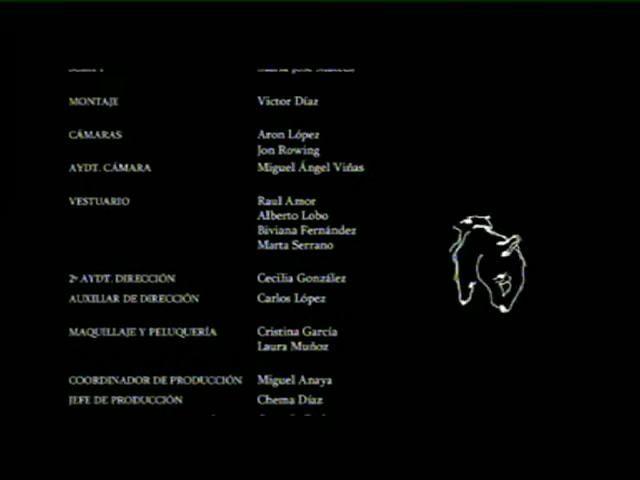 MONTAJE Victor Díaz
CÁMARAS Aron López
Jon Rowing
AYDT. CÁMARA Miguel Ángel Viñas
VESTUARIO Raul Amor
Alberto Lobo
Biviana Fernández
Marta Serrano
2º AYDT. DIRECCIÓN Cecilia González
AUXILIAR DE DIRECCIÓN Carlos López
MAQUILLAJE Y PELUQUERÍA Cristina García
Laura Muñoz
COORDINADOR DE PRODUCCIÓN Miguel Anaya
JEFE DE PRODUCCIÓN Chema Díaz